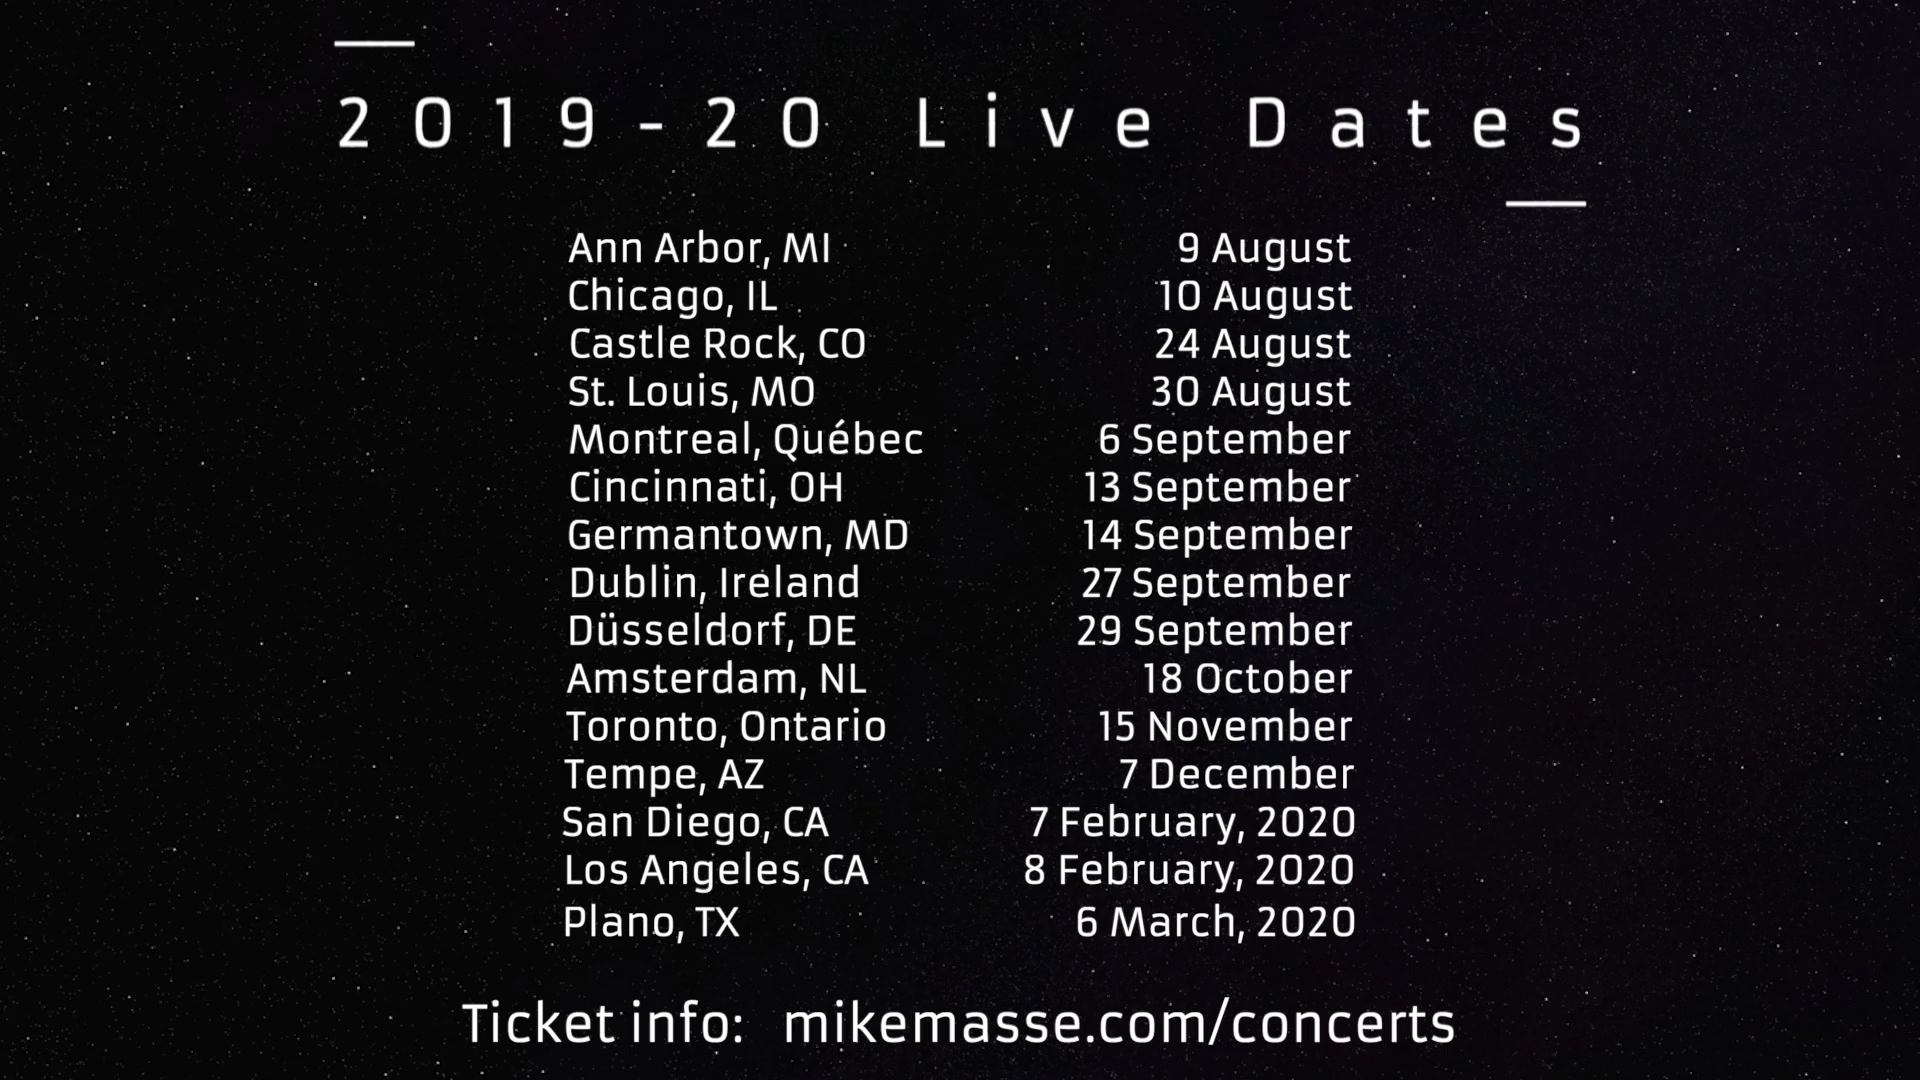 2019-20 Live Dates
Ann Arbor, MI 9 August
Chicago, IL 10 August
Castle Rock, CO 24 August
St. Louis, MO 30 August
Montreal, Québec 6 September
Cincinnati, OH 13 September
Germantown, MD 14 September
Dublin, Ireland 27 September
Düsseldorf, DE 29 September
Amsterdam, NL 18 October
Toronto, Ontario 15 November
Tempe, AZ 7 December
San Diego, CA 7 February, 2020
Los Angeles, CA 8 February, 2020
Plano, TX 6 March, 2020
Ticket info: mikemasse.com/concerts